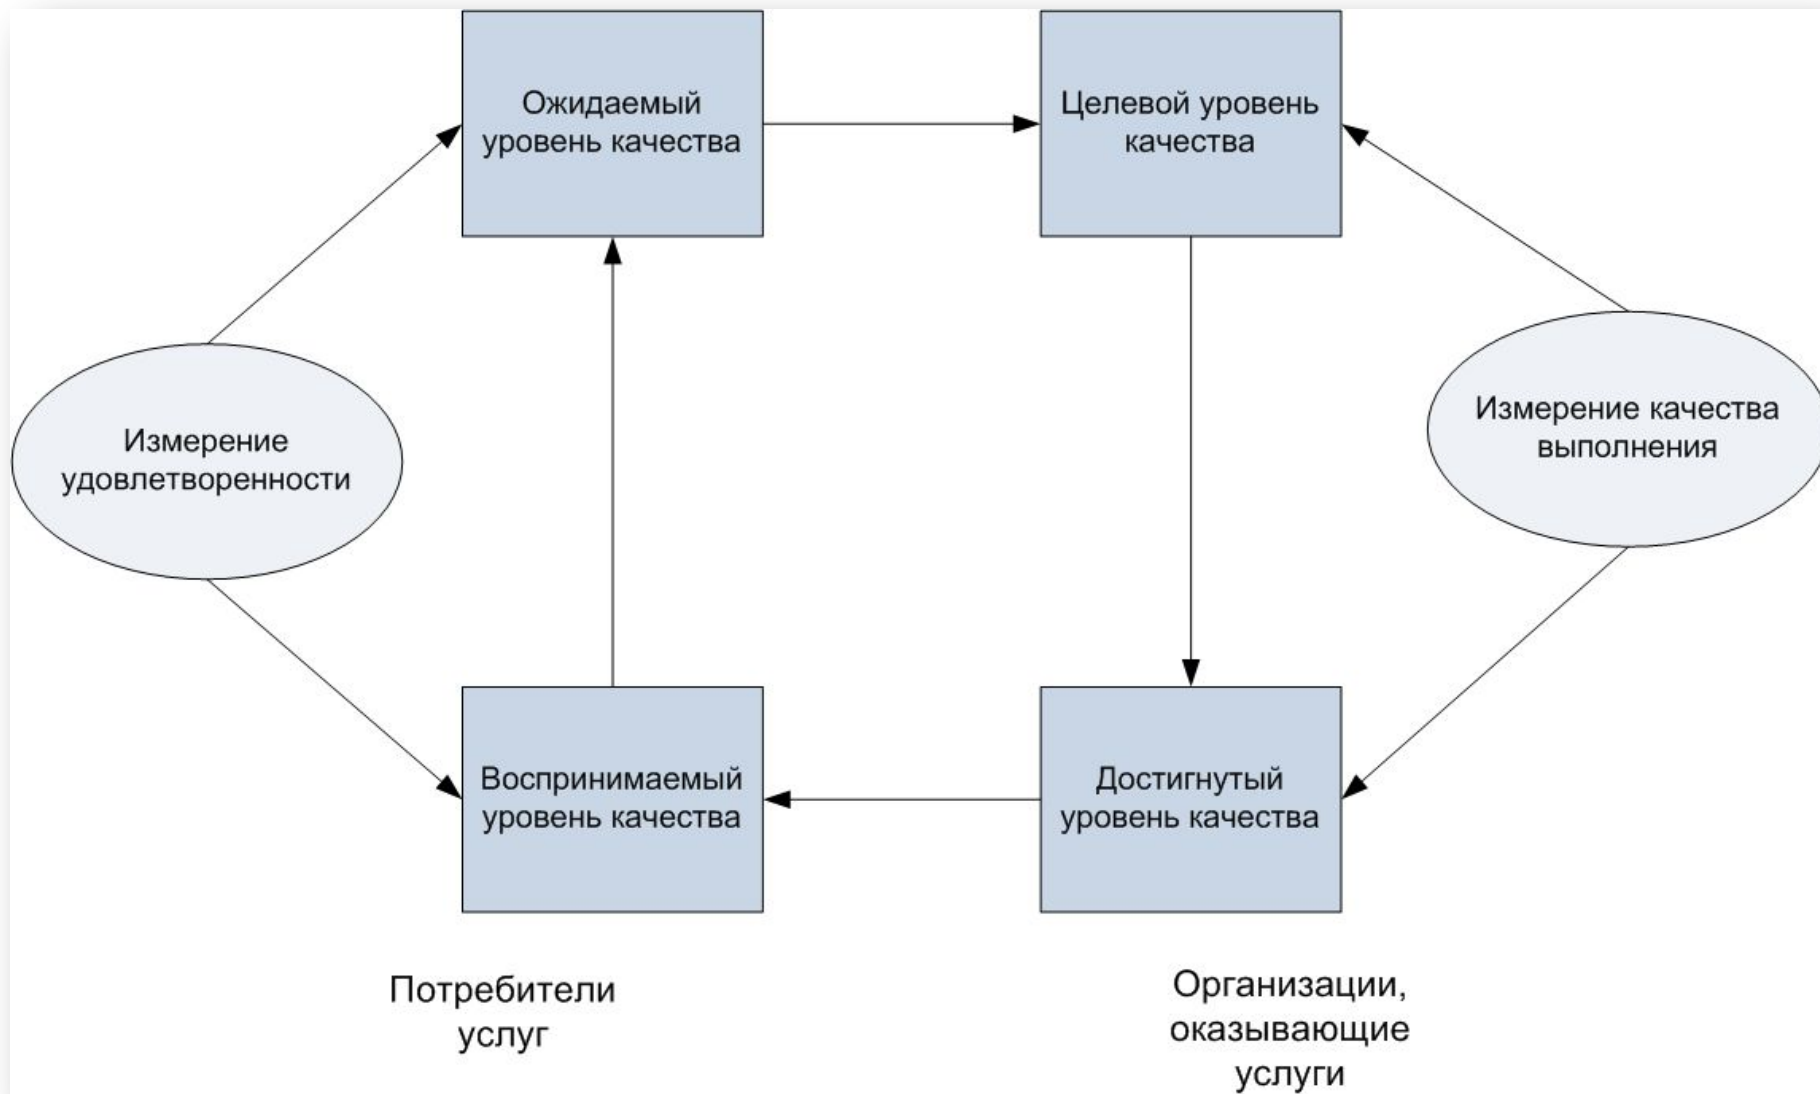 Ожидаемый
уровень качества
Целевой уровень
качества
Измерение
удовлетворенности
Измерение качества
выполнения
Воспринимаемый
уровень качества
Достигнутый
уровень качества
Потребители
услуг
Организации,
оказывающие
услуги